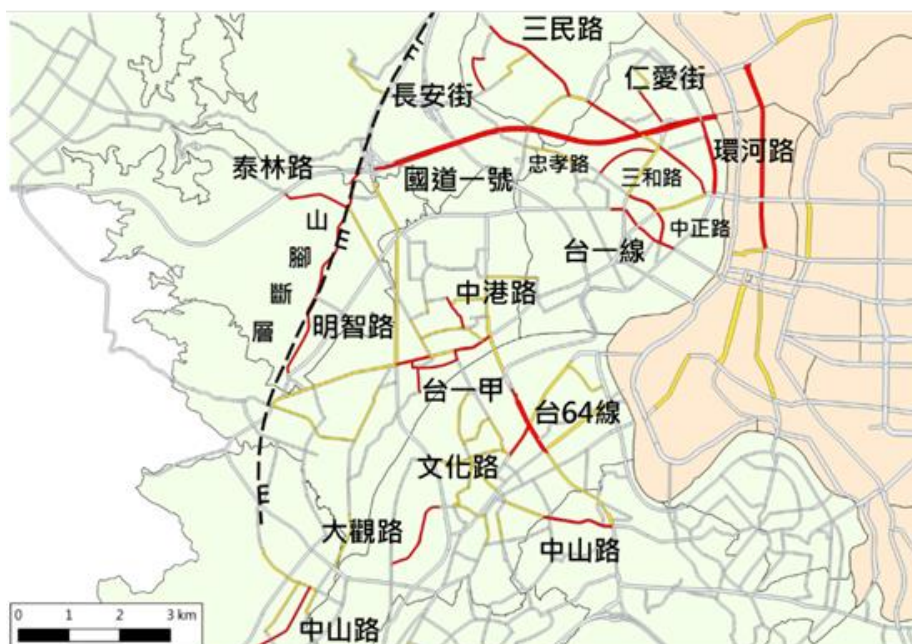 三民路
仁愛街
長安街
環河路
泰林路
忠孝路
國道一號
三和路
中正路
台一線
山腳斷層
中港路
明智路
台一甲
台64線
文化路
大觀路
中山路
中山路
0 1 2 3 km